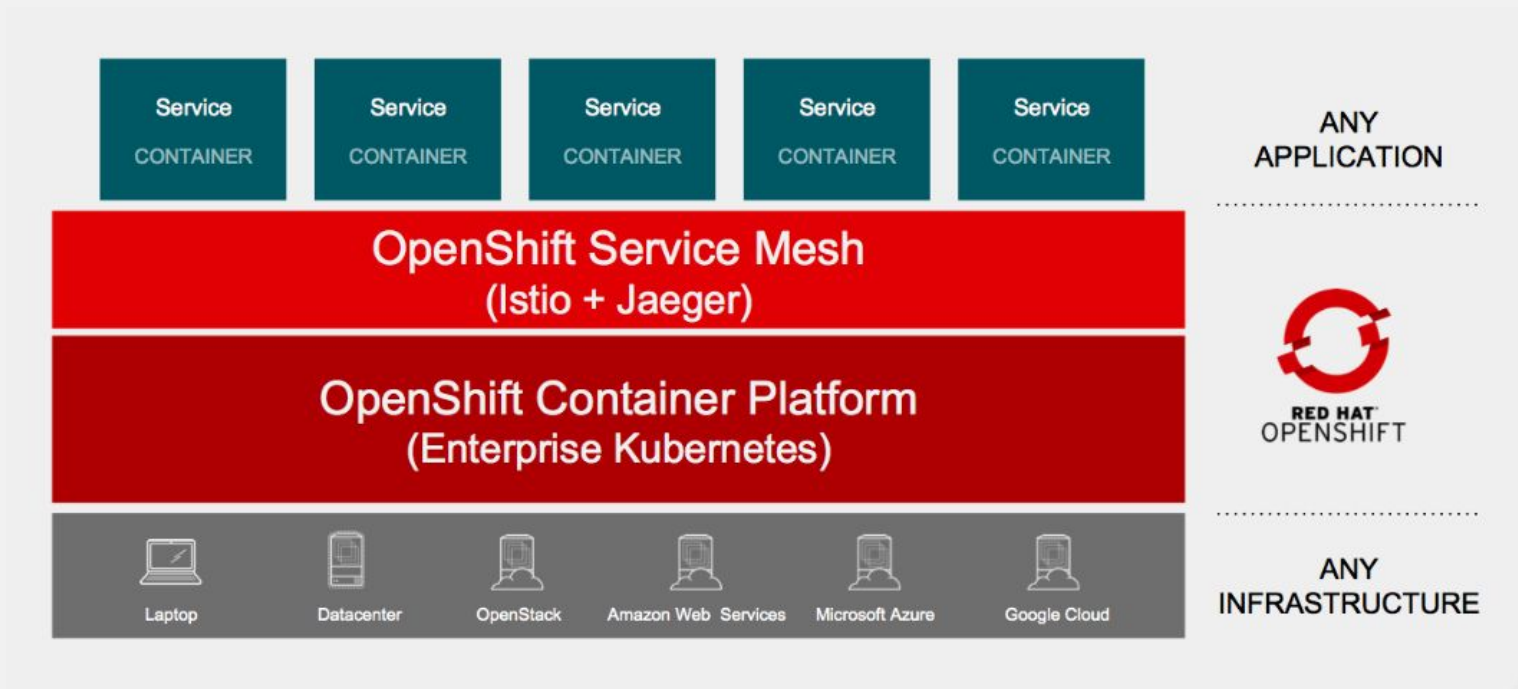 Service
CONTAINER
Service
CONTAINER
Service
CONTAINER
Service
CONTAINER
Service
CONTAINER
ANY
APPLICATION
OpenShift Service Mesh
(Istio + Jaeger)
OpenShift Container Platform
(Enterprise Kubernetes)
RED HAT
OPENSHIFT
Laptop
Datacenter
OpenStack
Amazon Web Services
Microsoft Azure
Google Cloud
ANY
INFRASTRUCTURE